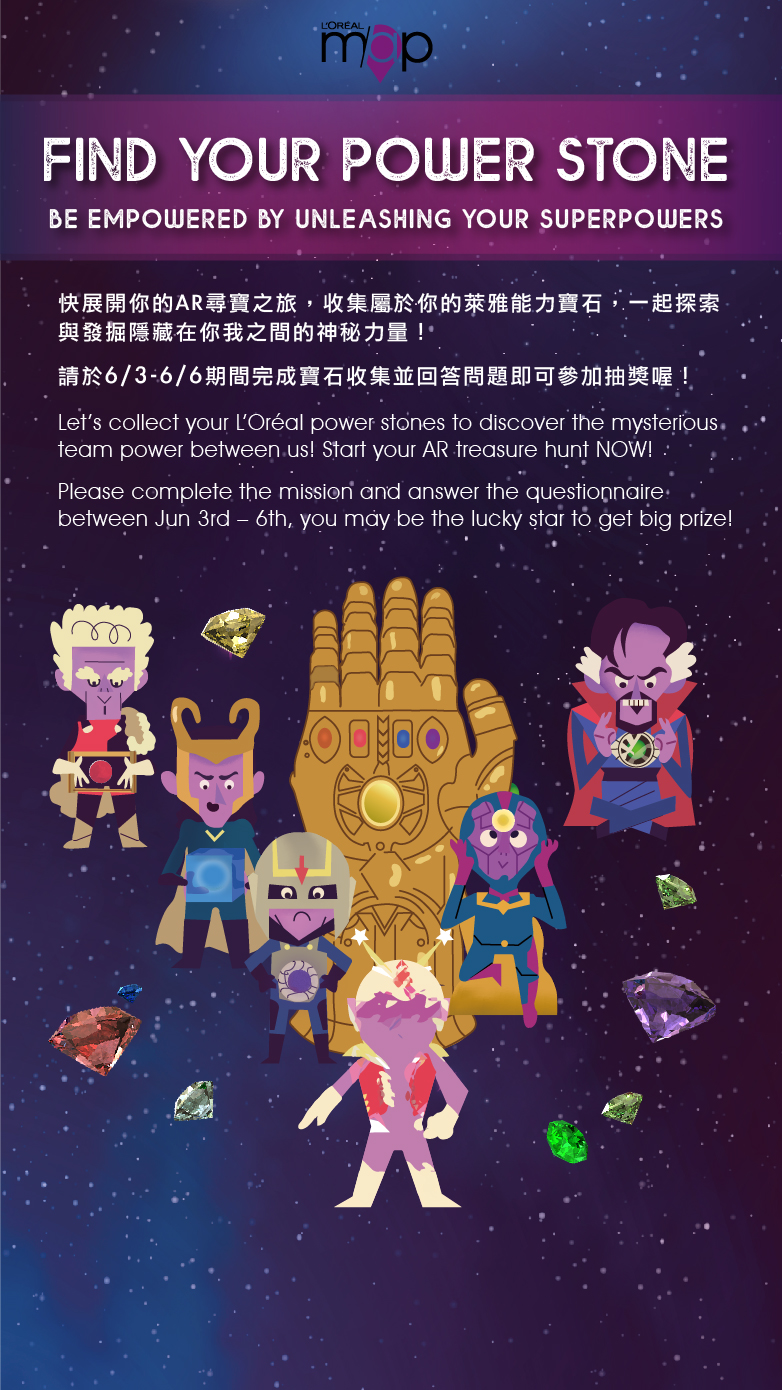 L'ORÉAL
map
FIND YOUR POWER STONE
BE EMPOWERED BY UNLEASHING YOUR SUPERPOWERS
快展開你的AR尋寶之旅，收集屬於你的萊雅能力寶石，一起探索
與發掘隱藏在你我之間的神秘力量！
請於6/3-6/6期間完成寶石收集並回答問題即可參加抽獎喔！
Let's collect your L'Oréal power stones to discover the mysterious
team power between us! Start your AR treasure hunt NOW!
Please complete the mission and answer the questionnaire
between Jun 3rd – 6th, you may be the lucky star to get big prize!